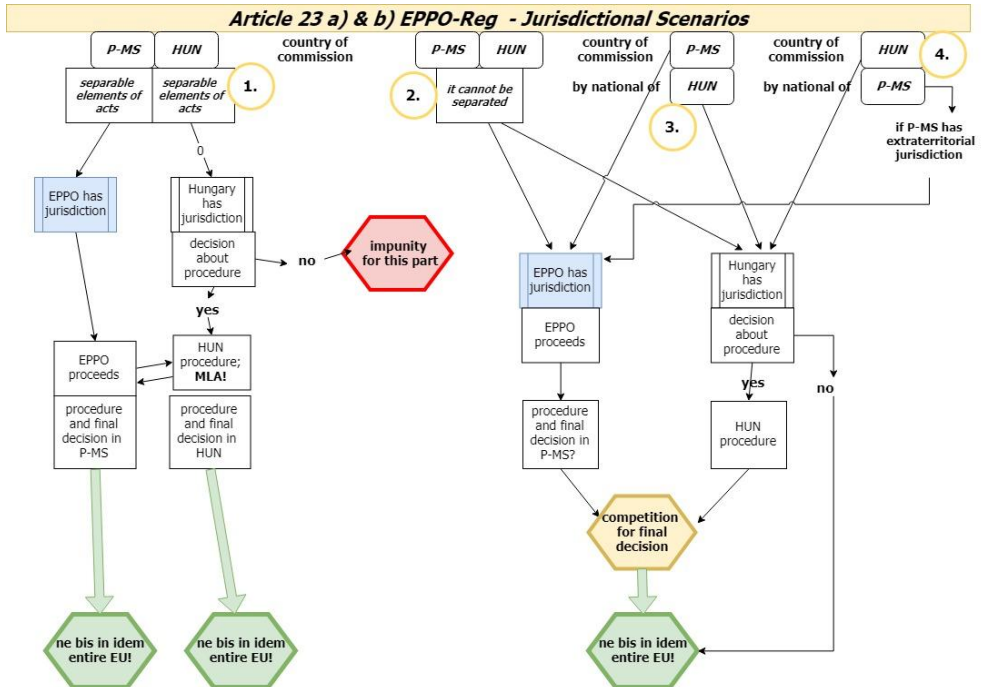 Article 23 a) & b) EPPO-Reg - Jurisdictional Scenarios
P-MS
HUN
country of
commission
separable
elements of
acts
separable
elements of
acts
1.
0
EPPO has
jurisdiction
Hungary
has
jurisdiction
decision
about
procedure
no
impunity
for this part
yes
EPPO
proceeds
HUN
procedure;
MLA!
procedure
and final
decision in
P-MS
procedure
and final
decision in
HUN
ne bis in idem
entire EU!
ne bis in idem
entire EU!
P-MS
HUN
2.
it cannot be
separated
country of
commission
by national of
P-MS
HUN
3.
country of
commission
by national of
HUN
P-MS
4.
if P-MS has
extraterritorial
jurisdiction
EPPO has
jurisdiction
EPPO
proceeds
Hungary
has
jurisdiction
decision
about
procedure
yes
no
procedure
and final
decision in
P-MS?
HUN
procedure
competition
for final
decision
ne bis in idem
entire EU!